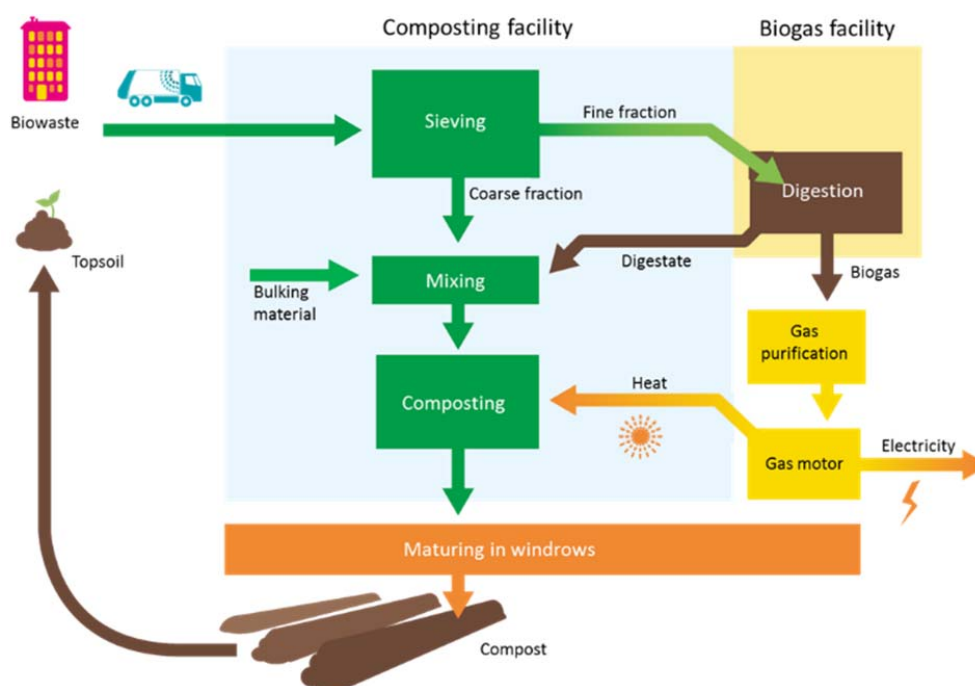 Composting facility
Biogas facility
Biowaste
Sieving
Fine fraction
Digestion
Coarse fraction
Topsoil
Digestate
Biogas
Mixing
Bulking
material
Gas
purification
Heat
Composting
Electricity
Gas motor
Maturing in windrows
Compost